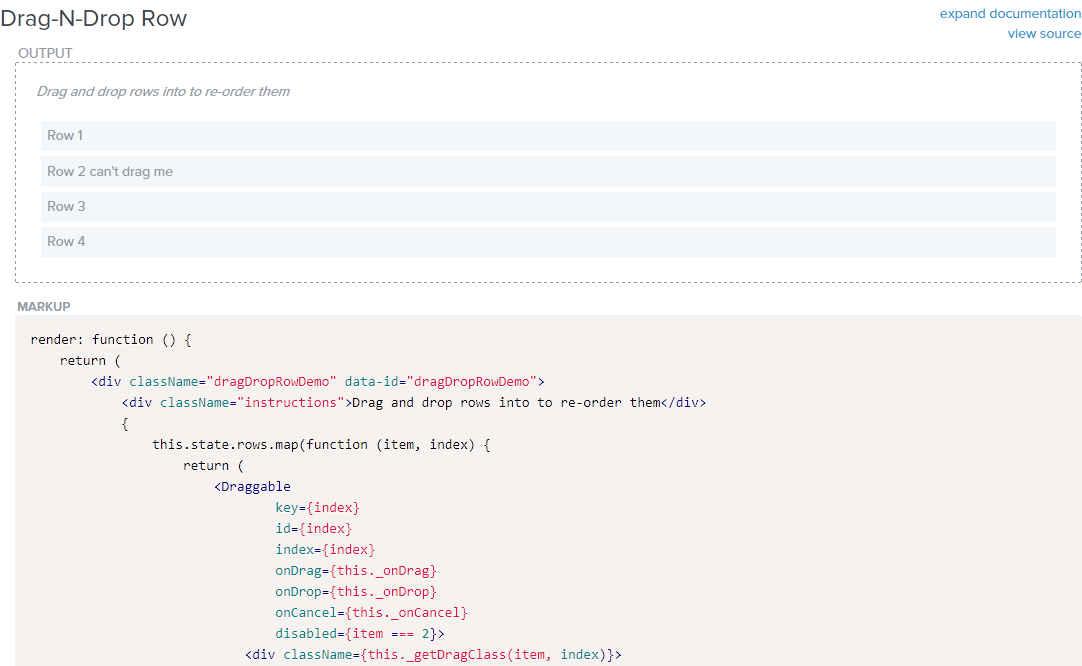 Drag-N-Drop Row
expand documentation
view source
OUTPUT
Drag and drop rows into to re-order them
Row 1
Row 2 can't drag me
Row 3
Row 4
MARKUP
render: function () {
return (
<div className="dragDropRowDemo" data-id="dragDropRowDemo">
<div className="instructions">Drag and drop rows into to re-order them</div>
{
this.state.rows.map(function (item, index) {
return (
<Draggable
key={index}
id={index}
index={index}
onDrag={this._onDrag}
onDrop={this._onDrop}
onCancel={this._onCancel}
disabled={item === 2}>
<div className={this._getDragClass(item, index)}>